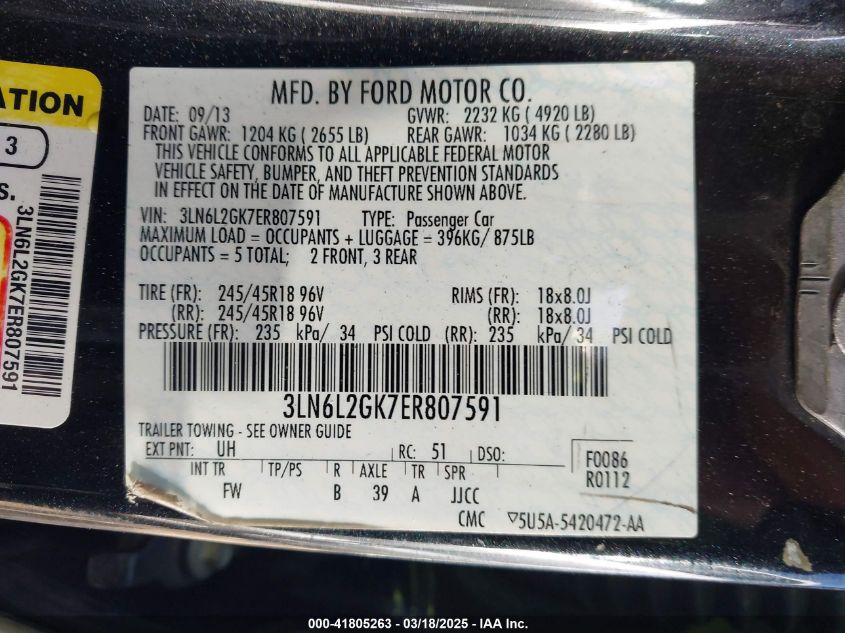 ATION
3
S.
3LN6L2GK7ER807591
MFD. BY FORD MOTOR CO.
DATE: 09/13 GVWR: 2232 KG ( 4920 LB)
FRONT GAWR: 1204 KG ( 2655 LB) REAR GAWR: 1034 KG ( 2280 LB)
THIS VEHICLE CONFORMS TO ALL APPLICABLE FEDERAL MOTOR
VEHICLE SAFETY, BUMPER, AND THEFT PREVENTION STANDARDS
IN EFFECT ON THE DATE OF MANUFACTURE SHOWN ABOVE.
VIN: 3LN6L2GK7ER807591 TYPE: Passenger Car
MAXIMUM LOAD = OCCUPANTS + LUGGAGE = 396KG/ 875LB
OCCUPANTS = 5 TOTAL; 2 FRONT, 3 REAR
TIRE (FR): 245/45R18 96V RIMS (FR): 18x8.0J
(RR): 245/45R18 96V (RR): 18x8.0J
PRESSURE (FR): 235 kPa/ 34 PSI COLD (RR): 235 kPa/ 34 PSI COLD
3LN6L2GK7ER807591
TRAILER TOWING - SEE OWNER GUIDE
EXT PNT: UH RC: 51 DSO:
INT TR TP/PS R AXLE TR SPR
FW B 39 A JJCC
F0086
R0112
CMC ▽5U5A-5420472-AA
000-41805263 - 03/18/2025 - IAA Inc.